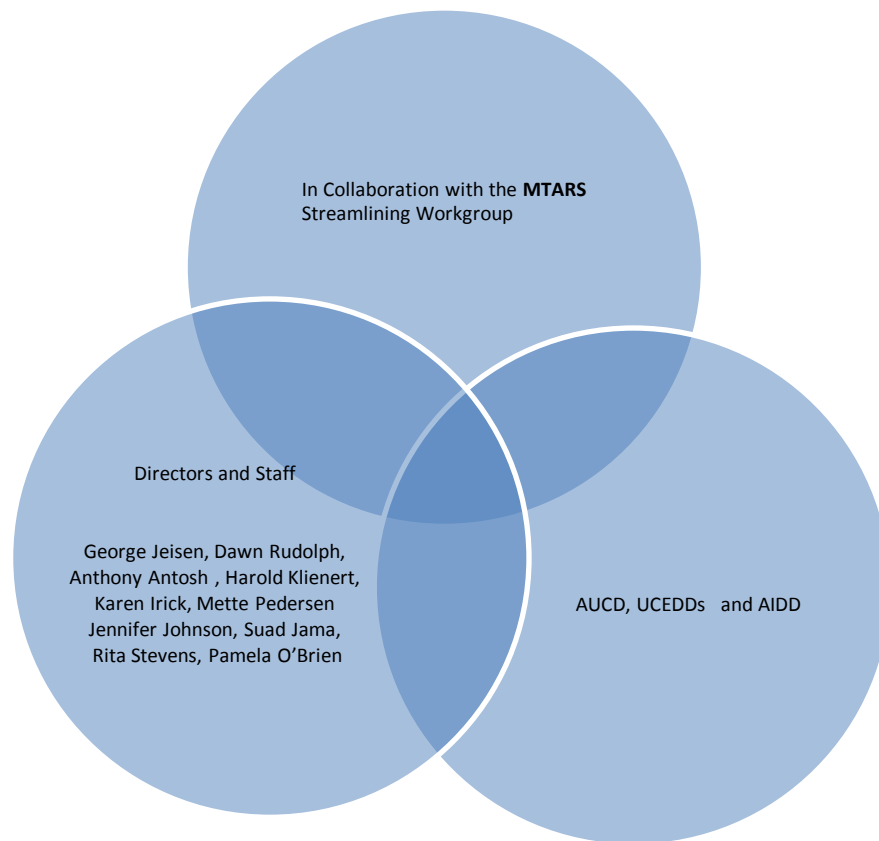 In Collaboration with the MTARS
Streamlining Workgroup
Directors and Staff
George Jeisen, Dawn Rudolph,
Anthony Antosh , Harold Klienert,
Karen Irick, Mette Pedersen
Jennifer Johnson, Suad Jama,
Rita Stevens, Pamela O’Brien
AUCD, UCEDDs and AIDD